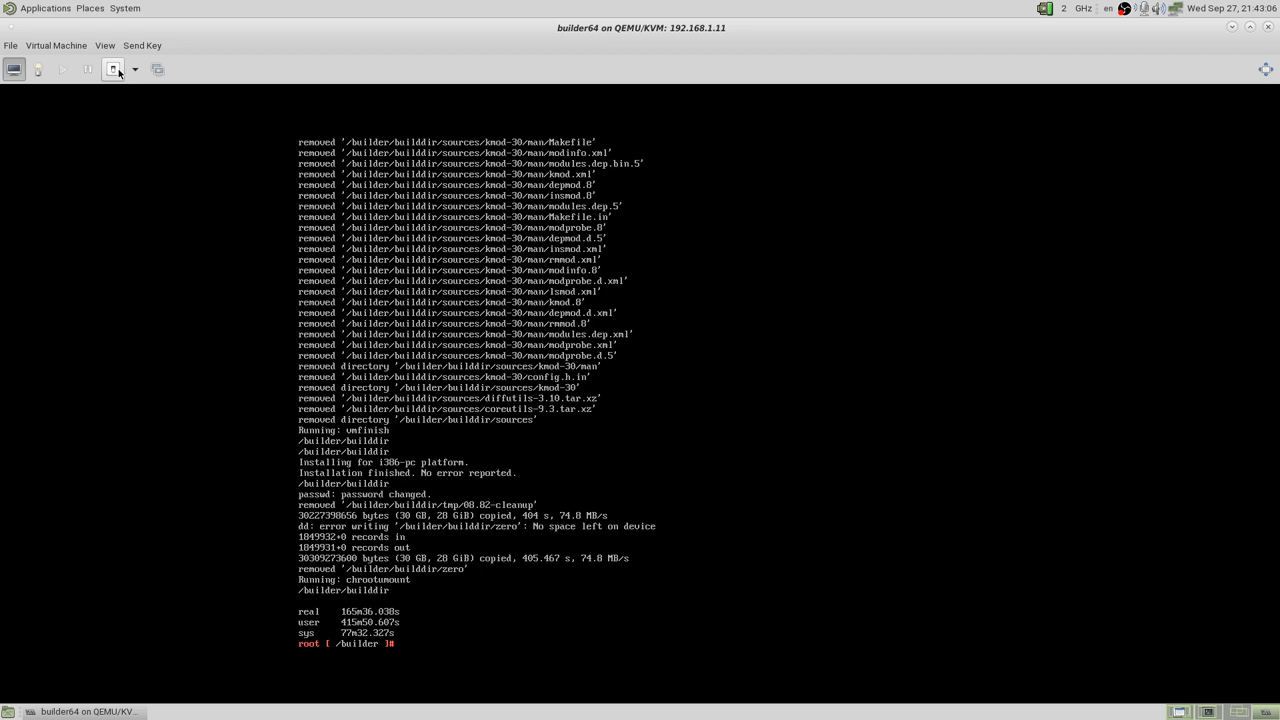 Applications Places System
2 GHz en Wed Sep 27, 21:43:06
builder64 on QEMU/KVM: 192.168.1.11
File Virtual Machine View Send Key
removed '/builder/builddir/sources/kmod-30/man/Makefile'
removed '/builder/builddir/sources/kmod-30/man/modinfo.xml'
removed '/builder/builddir/sources/kmod-30/man/modules.dep.bin.5'
removed '/builder/builddir/sources/kmod-30/man/kmod.xml'
removed '/builder/builddir/sources/kmod-30/man/depmod.8'
removed '/builder/builddir/sources/kmod-30/man/insmod.8'
removed '/builder/builddir/sources/kmod-30/man/modules.dep.5'
removed '/builder/builddir/sources/kmod-30/man/Makefile.in'
removed '/builder/builddir/sources/kmod-30/man/modprobe.8'
removed '/builder/builddir/sources/kmod-30/man/depmod.d.5'
removed '/builder/builddir/sources/kmod-30/man/insmod.xml'
removed '/builder/builddir/sources/kmod-30/man/rmmod.xml'
removed '/builder/builddir/sources/kmod-30/man/modinfo.8'
removed '/builder/builddir/sources/kmod-30/man/modprobe.d.xml'
removed '/builder/builddir/sources/kmod-30/man/lsmod.xml'
removed '/builder/builddir/sources/kmod-30/man/kmod.8'
removed '/builder/builddir/sources/kmod-30/man/depmod.d.xml'
removed '/builder/builddir/sources/kmod-30/man/rmmod.8'
removed '/builder/builddir/sources/kmod-30/man/modules.dep.xml'
removed '/builder/builddir/sources/kmod-30/man/modprobe.xml'
removed '/builder/builddir/sources/kmod-30/man/modprobe.d.5'
removed directory '/builder/builddir/sources/kmod-30/man'
removed '/builder/builddir/sources/kmod-30/config.h.in'
removed directory '/builder/builddir/sources/kmod-30'
removed '/builder/builddir/sources/diffutils-3.10.tar.xz'
removed '/builder/builddir/sources/coreutils-9.3.tar.xz'
removed directory '/builder/builddir/sources'
Running: vmfinish
/builder/builddir
/builder/builddir
Installing for i386-pc platform.
Installation finished. No error reported.
/builder/builddir
passwd: password changed.
removed '/builder/builddir/tmp/08.82-cleanup'
30227398656 bytes (30 GB, 28 GiB) copied, 404 s, 74.8 MB/s
dd: error writing '/builder/builddir/zero': No space left on device
1849932+0 records in
1849931+0 records out
30309273600 bytes (30 GB, 28 GiB) copied, 405.467 s, 74.8 MB/s
removed '/builder/builddir/zero'
Running: chrootumount
/builder/builddir
real 165m36.038s
user 415m50.607s
sys 77m32.327s
root [ /builder ]#
builder64 on QEMU/KV...